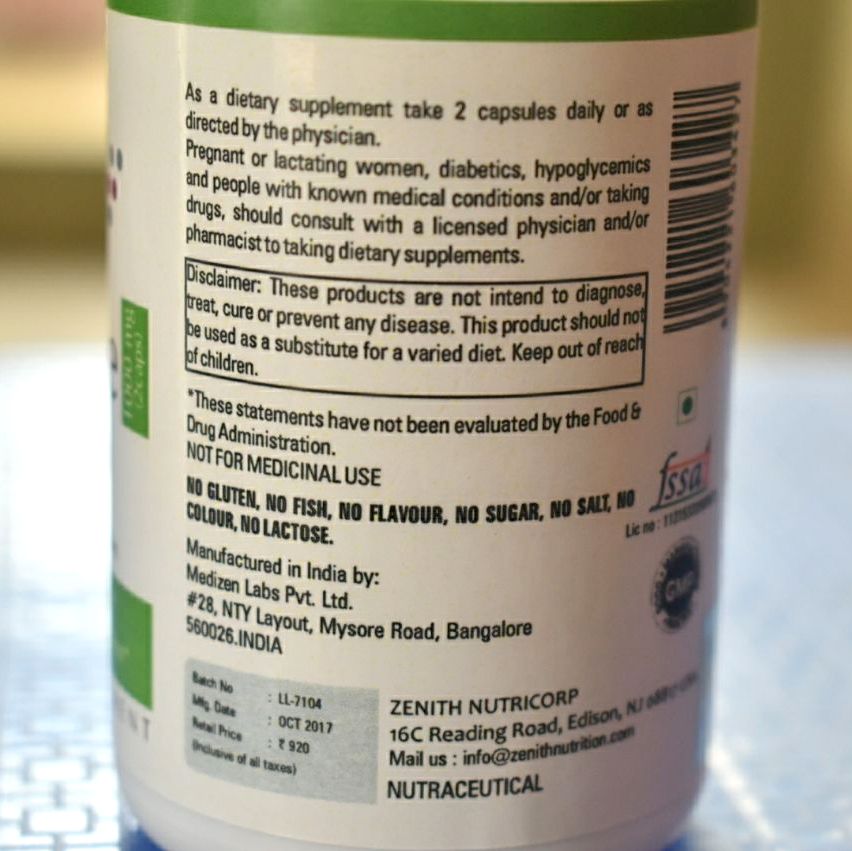 As a dietary supplement take 2 capsules daily or as
directed by the physician.
Pregnant or lactating women, diabetics, hypoglycemics
and people with known medical conditions and/or taking
drugs, should consult with a licensed physician and/or
pharmacist to taking dietary supplements.
Disclaimer: These products are not intend to diagnose,
treat, cure or prevent any disease. This product should not
be used as a substitute for a varied diet. Keep out of reach
of children.
*These statements have not been evaluated by the Food &
Drug Administration.
NOT FOR MEDICINAL USE
NO GLUTEN, NO FISH, NO FLAVOUR, NO SUGAR, NO SALT, NO
COLOUR, NO LACTOSE.
fssai
Lic no :
GMP
Manufactured in India by:
Medizen Labs Pvt. Ltd.
#28, NTY Layout, Mysore Road, Bangalore
560026.INDIA
Batch No : LL-7104
Mfg. Date : OCT 2017
Retail Price : ₹ 920
(Inclusive of all taxes)
ZENITH NUTRICORP
16C Reading Road, Edison, NJ
Mail us : info@zenithnutrition.com
NUTRACEUTICAL